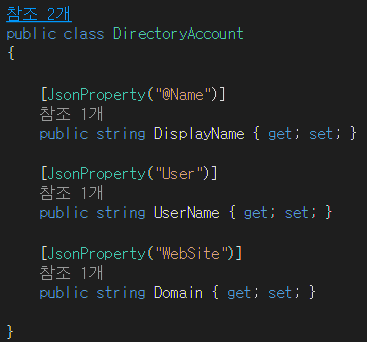 참조 2개
public class DirectoryAccount
{
[JsonProperty("@Name")]
참조 1개
public string DisplayName { get; set; }
[JsonProperty("User")]
참조 1개
public string UserName { get; set; }
[JsonProperty("WebSite")]
참조 1개
public string Domain { get; set; }
}